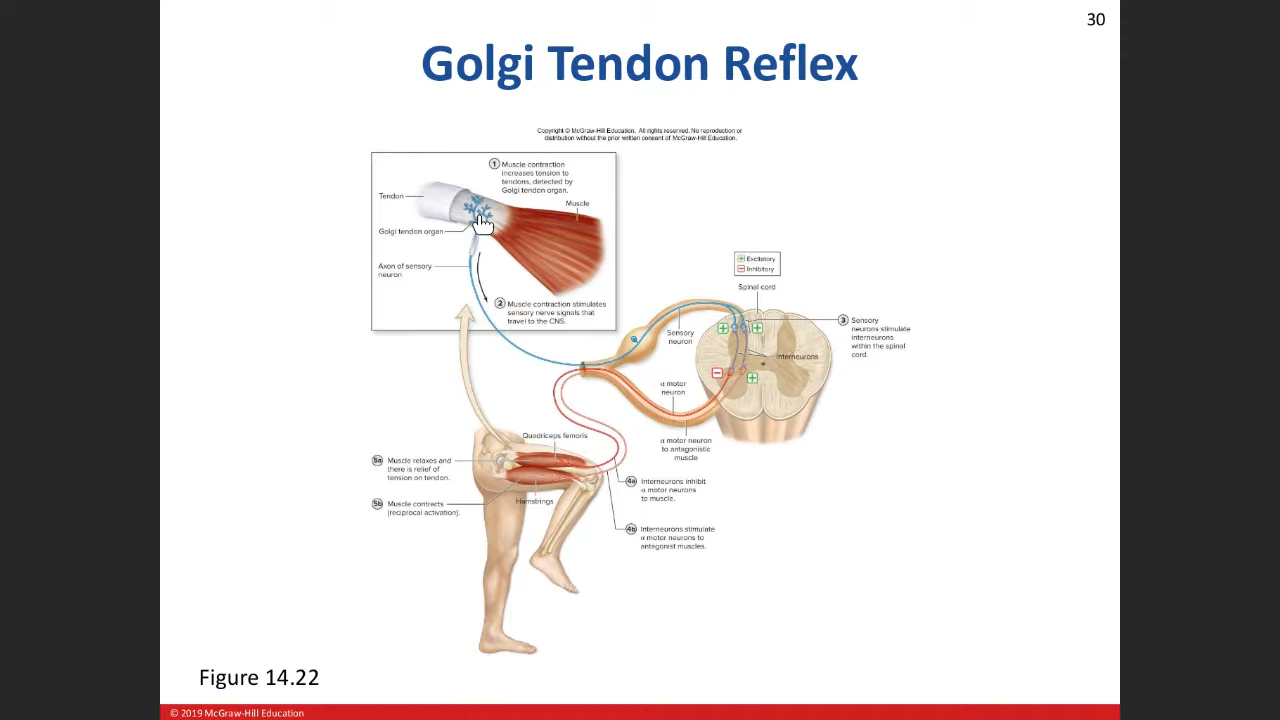 30
Golgi Tendon Reflex
Copyright © McGraw-Hill Education. All rights reserved. No reproduction or
distribution without the prior written consent of McGraw-Hill Education.
1 Muscle contraction
increases tension to
tendons, detected by
Golgi tendon organ.
Tendon
Muscle
Golgi tendon organ
Axon of sensory
neuron
2 Muscle contraction stimulates
sensory nerve signals that
travel to the CNS.
+ Excitatory
− Inhibitory
Spinal cord
3 Sensory
neurons stimulate
interneurons
within the spinal
cord.
Sensory
neuron
Interneurons
α motor
neuron
α motor neuron
to antagonistic
muscle
Quadriceps femoris
5a Muscle relaxes and
there is relief of
tension on tendon.
5b Muscle contracts
(reciprocal activation).
Hamstrings
4a Interneurons inhibit
α motor neurons
to muscle.
4b Interneurons stimulate
α motor neurons to
antagonist muscles.
Figure 14.22
© 2019 McGraw-Hill Education